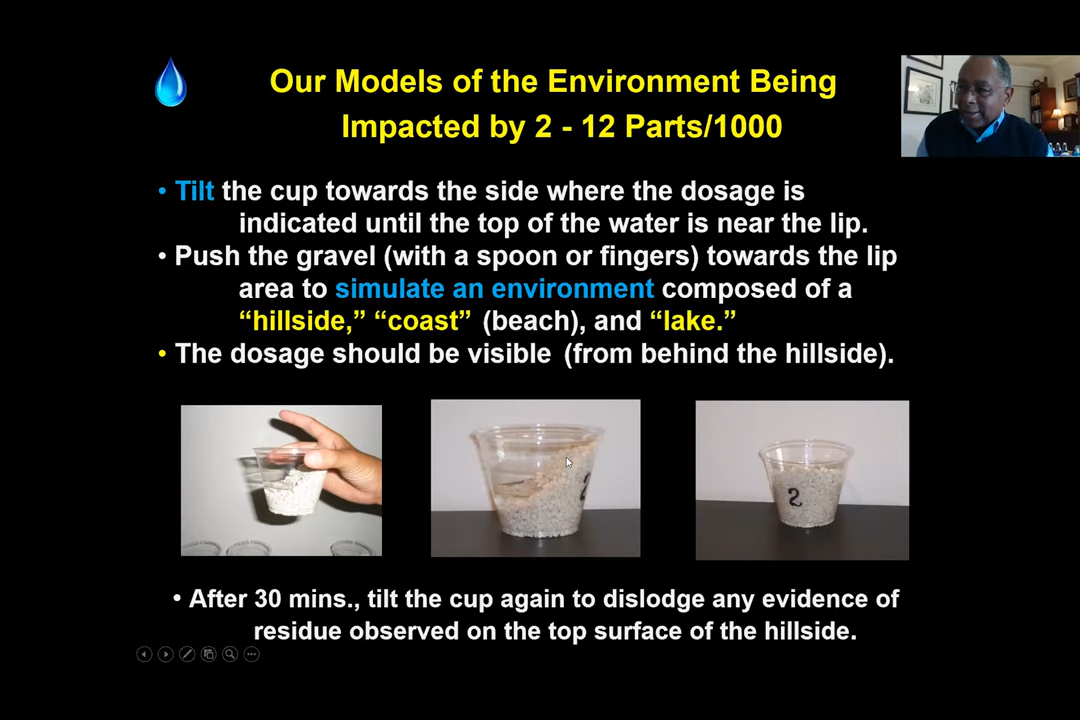 Our Models of the Environment Being
Impacted by 2 - 12 Parts/1000
• Tilt the cup towards the side where the dosage is
indicated until the top of the water is near the lip.
• Push the gravel (with a spoon or fingers) towards the lip
area to simulate an environment composed of a
“hillside,” “coast” (beach), and “lake.”
• The dosage should be visible (from behind the hillside).
2
2
• After 30 mins., tilt the cup again to dislodge any evidence of
residue observed on the top surface of the hillside.